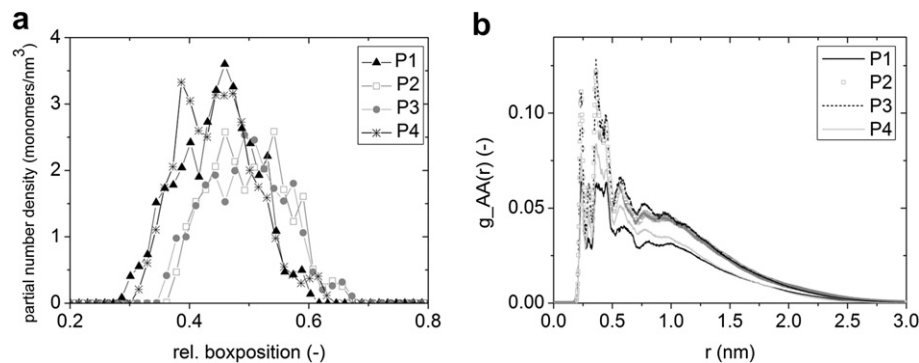 a
partial number density (monomers/nm³)
4
3
2
1
0
0.2 0.4 0.6 0.8
rel. boxposition (-)
P1
P2
P3
P4
b
g_AA(r) (-)
0.10
0.05
0.00
0.0 0.5 1.0 1.5 2.0 2.5 3.0
r (nm)
P1
P2
P3
P4